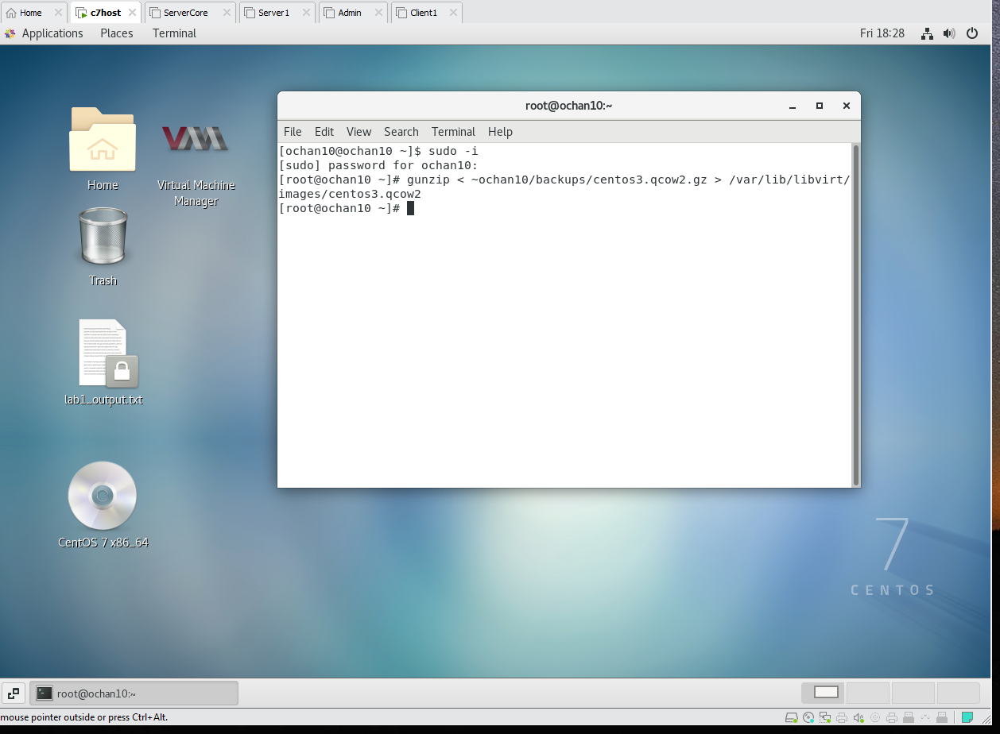 Home
c7host
ServerCore
Server1
Admin
Client1
Applications Places Terminal
Fri 18:28
root@ochan10:~
File Edit View Search Terminal Help
[ochan10@ochan10 ~]$ sudo -i
[sudo] password for ochan10:
[root@ochan10 ~]# gunzip < ~ochan10/backups/centos3.qcow2.gz > /var/lib/libvirt/
images/centos3.qcow2
[root@ochan10 ~]#
Home
VM
Virtual Machine
Manager
Trash
lab1_output.txt
CentOS 7 x86_64
7
CENTOS
root@ochan10:~
mouse pointer outside or press Ctrl+Alt.